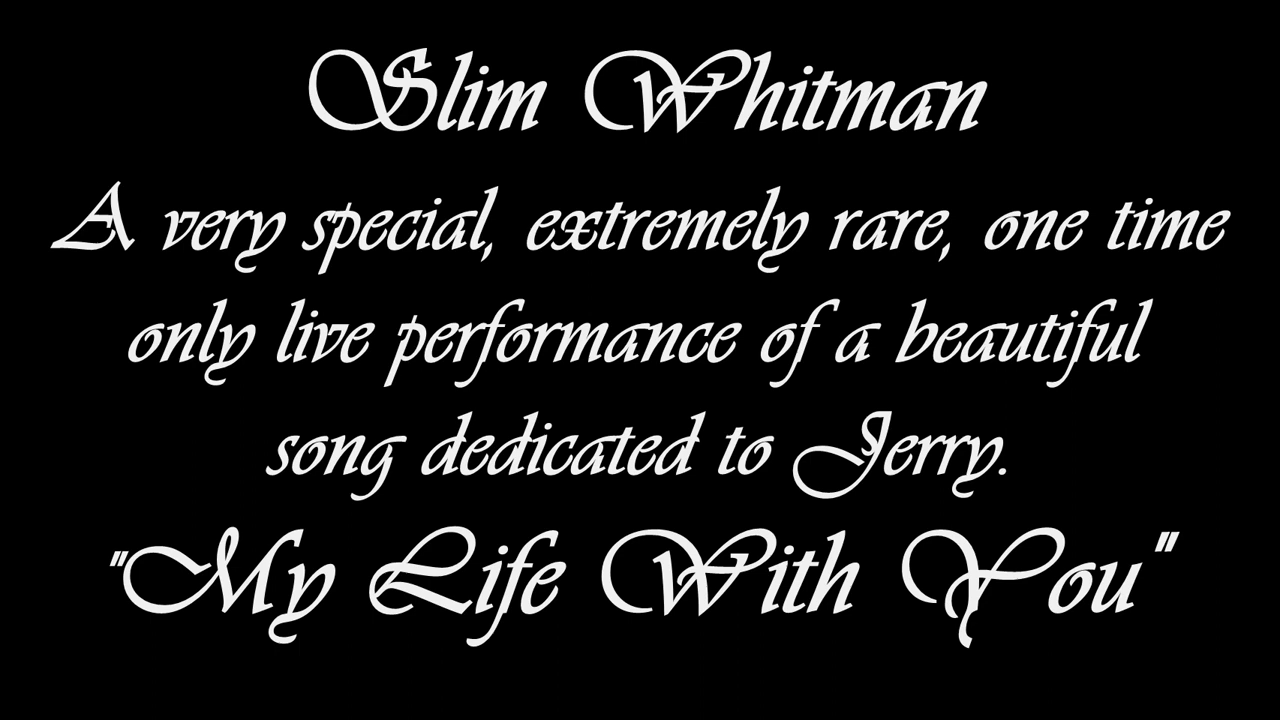 Slim Whitman
A very special, extremely rare, one time
only live performance of a beautiful
song dedicated to Jerry.
"My Life With You"